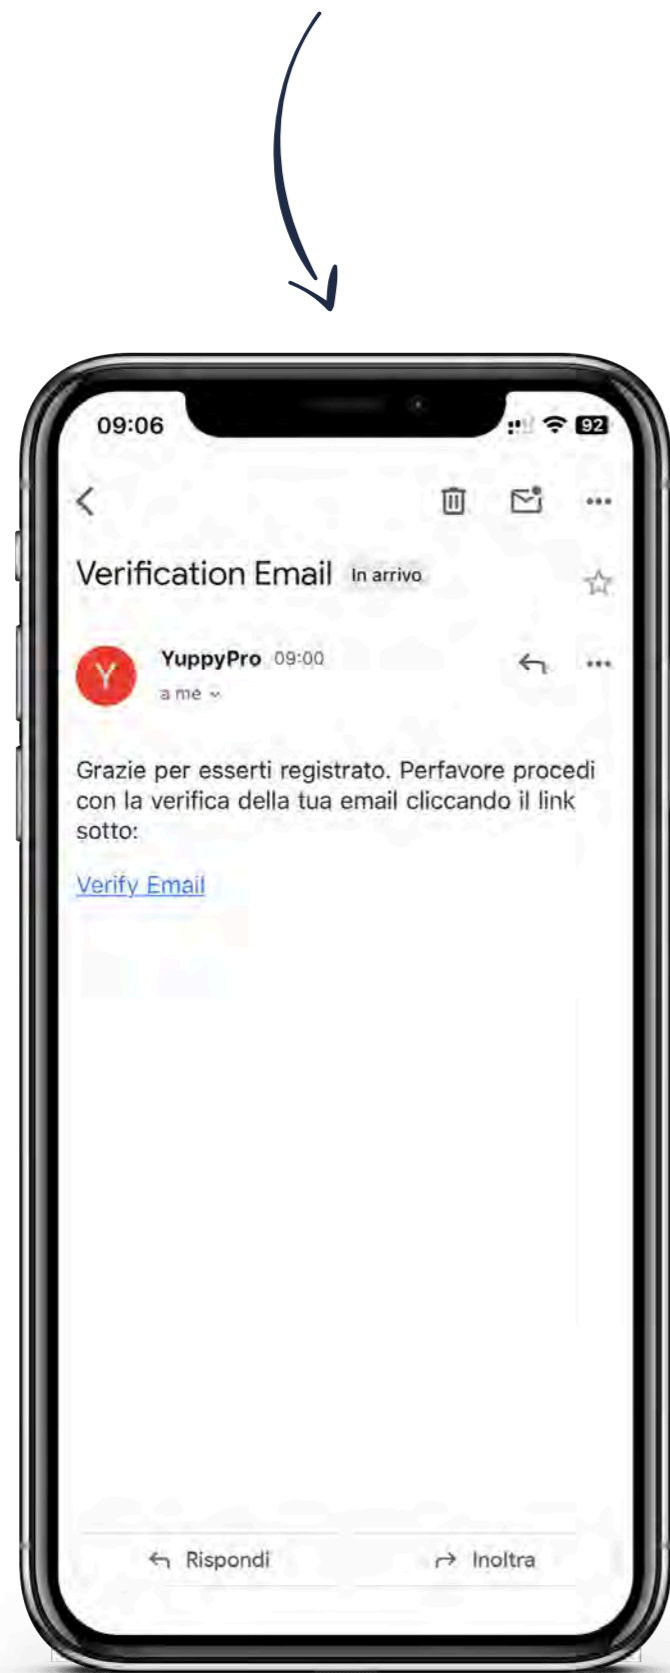 09:06
92
Verification Email In arrivo
Y
YuppyPro 09:00
a me
Grazie per esserti registrato. Perfavore procedi
con la verifica della tua email cliccando il link
sotto:
Verify Email
Rispondi
Inoltra